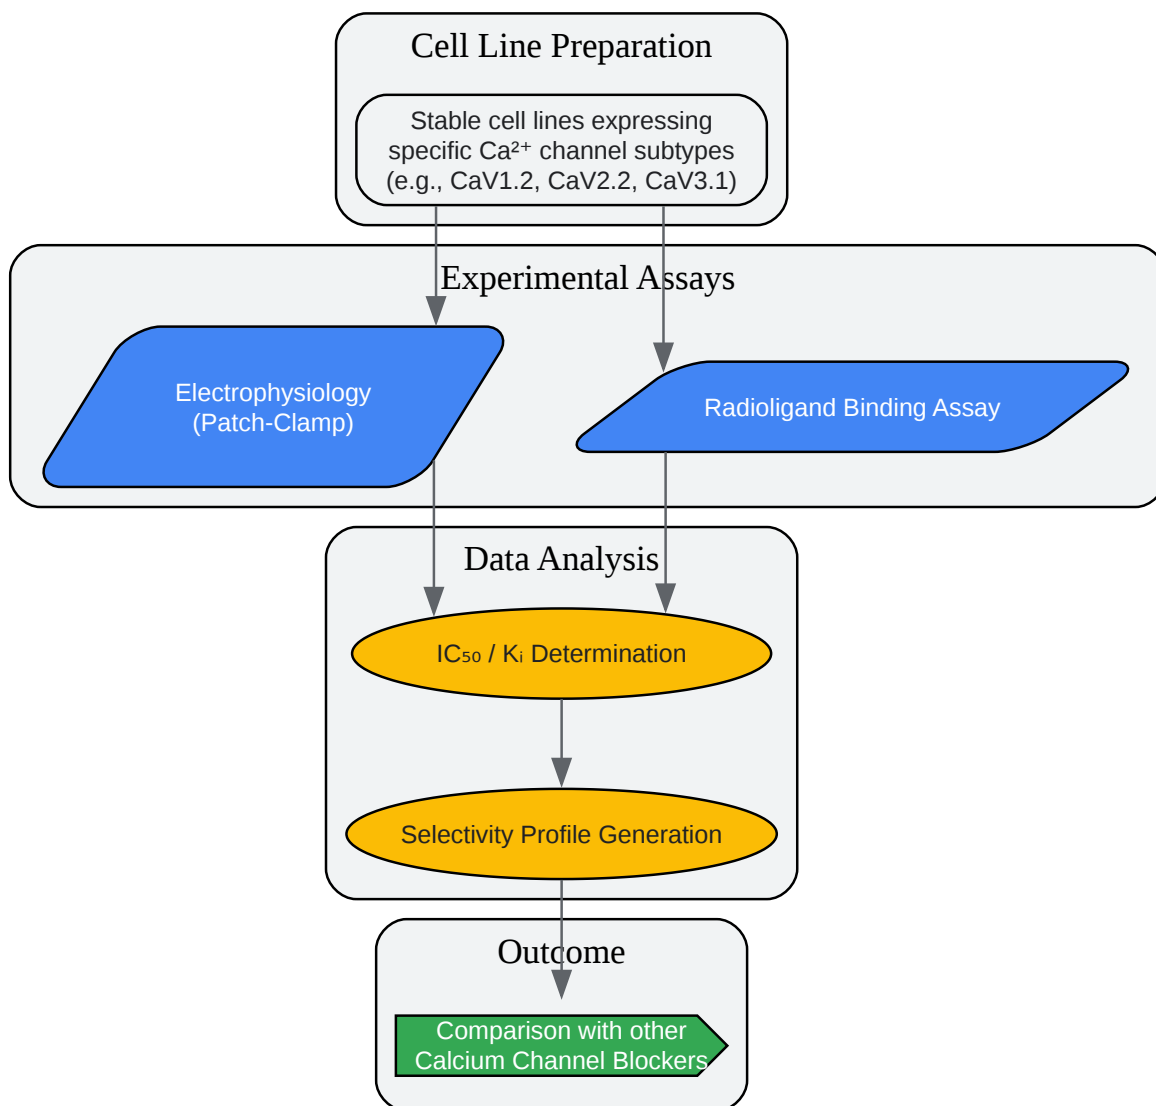 Cell Line Preparation
Stable cell lines expressing
specific Ca²⁺ channel subtypes
(e.g., CaV1.2, CaV2.2, CaV3.1)
Experimental Assays
Electrophysiology
(Patch-Clamp)
Radioligand Binding Assay
Data Analysis
IC₅₀ / Kᵢ Determination
Selectivity Profile Generation
Outcome
Comparison with other
Calcium Channel Blockers